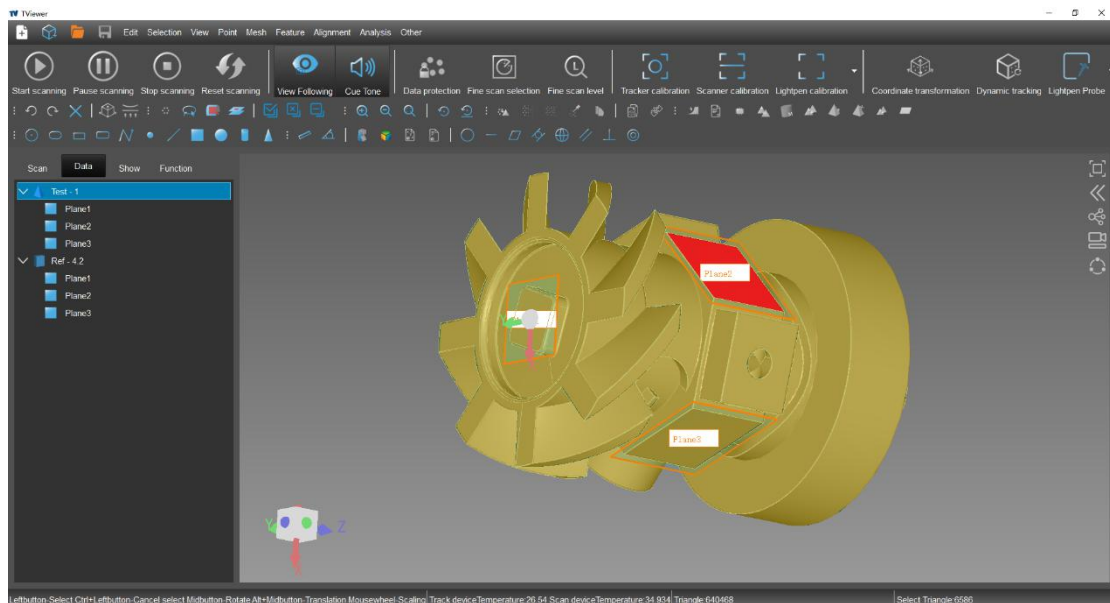 TViewer
Edit Selection View Point Mesh Feature Alignment Analysis Other
Start scanning Pause scanning Stop scanning Reset scanning View Following Cue Tone Data protection Fine scan selection Fine scan level Tracker calibration Scanner calibration Lightpen calibration Coordinate transformation Dynamic tracking Lightpen Probe
Scan Data Show Function
Test - 1
Plane1
Plane2
Plane3
Ref - 4.2
Plane1
Plane2
Plane3
Plane2
Plane3
Y
Y Z
Leftbutton-Select Ctrl+Leftbutton-Cancel select Midbutton-Rotate Alt+Midbutton-Translation Mousewheel-Scaling Track deviceTemperature:26.54 Scan deviceTemperature:34.934 Triangle:640468 Select Triangle:6586